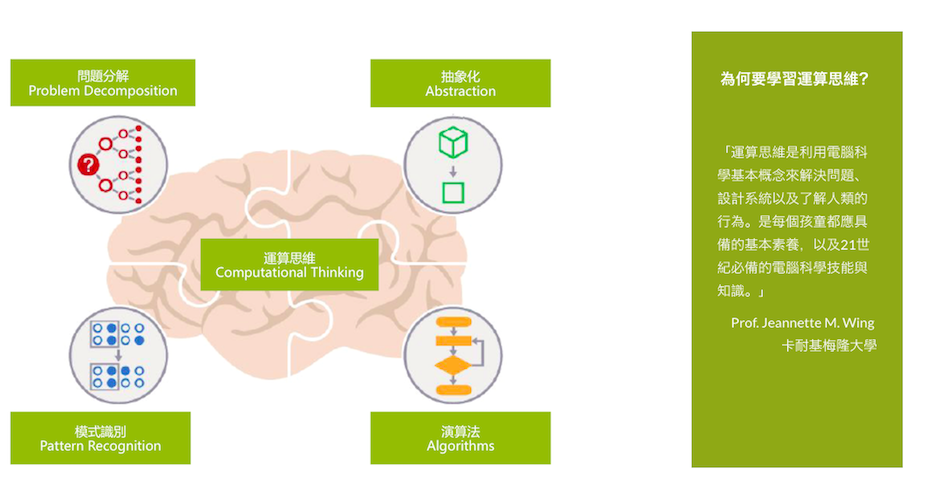 問題分解
Problem Decomposition
抽象化
Abstraction
?
運算思維
Computational Thinking
模式識別
Pattern Recognition
演算法
Algorithms
為何要學習運算思維?
「運算思維是利用電腦科
學基本概念來解決問題、
設計系統以及了解人類的
行為。是每個孩童都應具
備的基本素養，以及21世
紀必備的電腦科學技能與
知識。」
Prof. Jeannette M. Wing
卡耐基梅隆大學